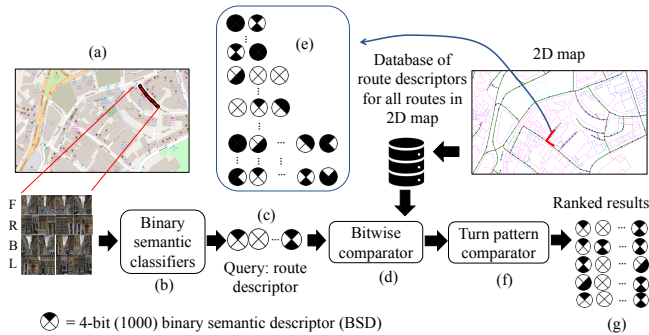 (a)
(e)
Database of
route descriptors
for all routes in
2D map
2D map
F
R
B
L
Binary
semantic
classifiers
(b)
(c)
Query: route
descriptor
Bitwise
comparator
(d)
Turn pattern
comparator
(f)
Ranked results
(g)
= 4-bit (1000) binary semantic descriptor (BSD)